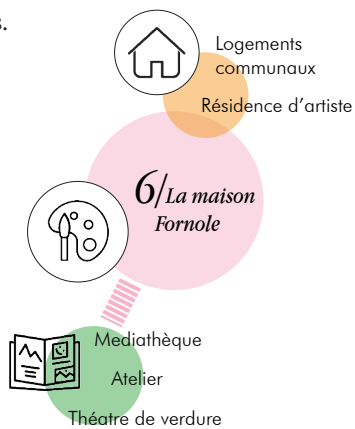 s.
Logements
communaux
Résidence d'artiste
6/La maison
Fornole
Mediathèque
Atelier
Théatre de verdure